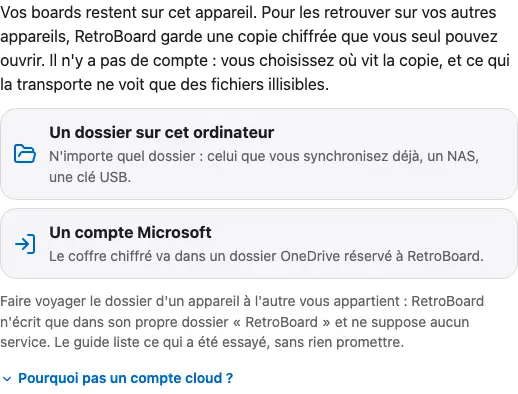 Vos boards restent sur cet appareil. Pour les retrouver sur vos autres
appareils, RetroBoard garde une copie chiffrée que vous seul pouvez
ouvrir. Il n'y a pas de compte : vous choisissez où vit la copie, et ce qui
la transporte ne voit que des fichiers illisibles.
Un dossier sur cet ordinateur
N'importe quel dossier : celui que vous synchronisez déjà, un NAS,
une clé USB.
Un compte Microsoft
Le coffre chiffré va dans un dossier OneDrive réservé à RetroBoard.
Faire voyager le dossier d'un appareil à l'autre vous appartient : RetroBoard
n'écrit que dans son propre dossier « RetroBoard » et ne suppose aucun
service. Le guide liste ce qui a été essayé, sans rien promettre.
Pourquoi pas un compte cloud ?